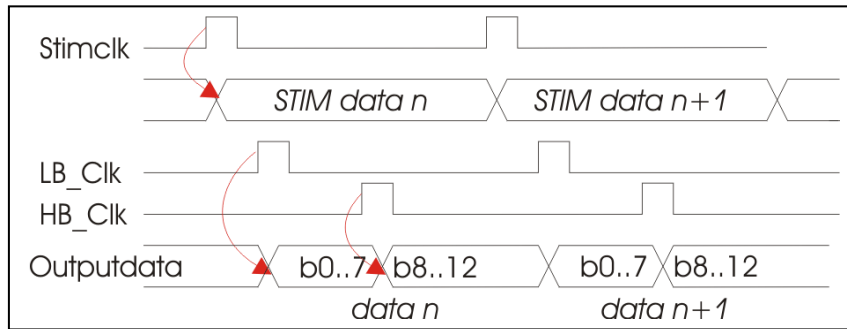 Stimclk
STIM data n STIM data n+1
LB_Clk
HB_Clk
Outputdata b0..7 b8..12 b0..7 b8..12
data n data n+1